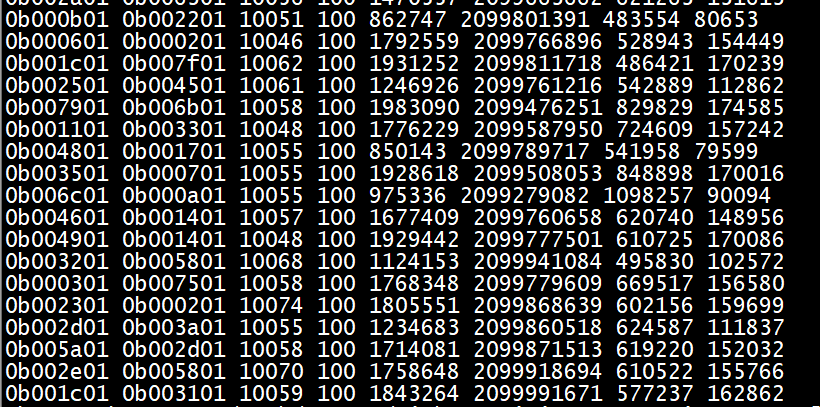 0b000b01 0b002201 10051 100 862747 2099801391 483554 80653
0b000601 0b000201 10046 100 1792559 2099766896 528943 154449
0b001c01 0b007f01 10062 100 1931252 2099811718 486421 170239
0b002501 0b004501 10061 100 1246926 2099761216 542889 112862
0b007901 0b006b01 10058 100 1983090 2099476251 829829 174585
0b001101 0b003301 10048 100 1776229 2099587950 724609 157242
0b004801 0b001701 10055 100 850143 2099789717 541958 79599
0b003501 0b000701 10055 100 1928618 2099508053 848898 170016
0b006c01 0b000a01 10055 100 975336 2099279082 1098257 90094
0b004601 0b001401 10057 100 1677409 2099760658 620740 148956
0b004901 0b001401 10048 100 1929442 2099777501 610725 170086
0b003201 0b005801 10068 100 1124153 2099941084 495830 102572
0b000301 0b007501 10058 100 1768348 2099779609 669517 156580
0b002301 0b000201 10074 100 1805551 2099868639 602156 159699
0b002d01 0b003a01 10055 100 1234683 2099860518 624587 111837
0b005a01 0b002d01 10058 100 1714081 2099871513 619220 152032
0b002e01 0b005801 10070 100 1758648 2099918694 610522 155766
0b001c01 0b003101 10059 100 1843264 2099991671 577237 162862